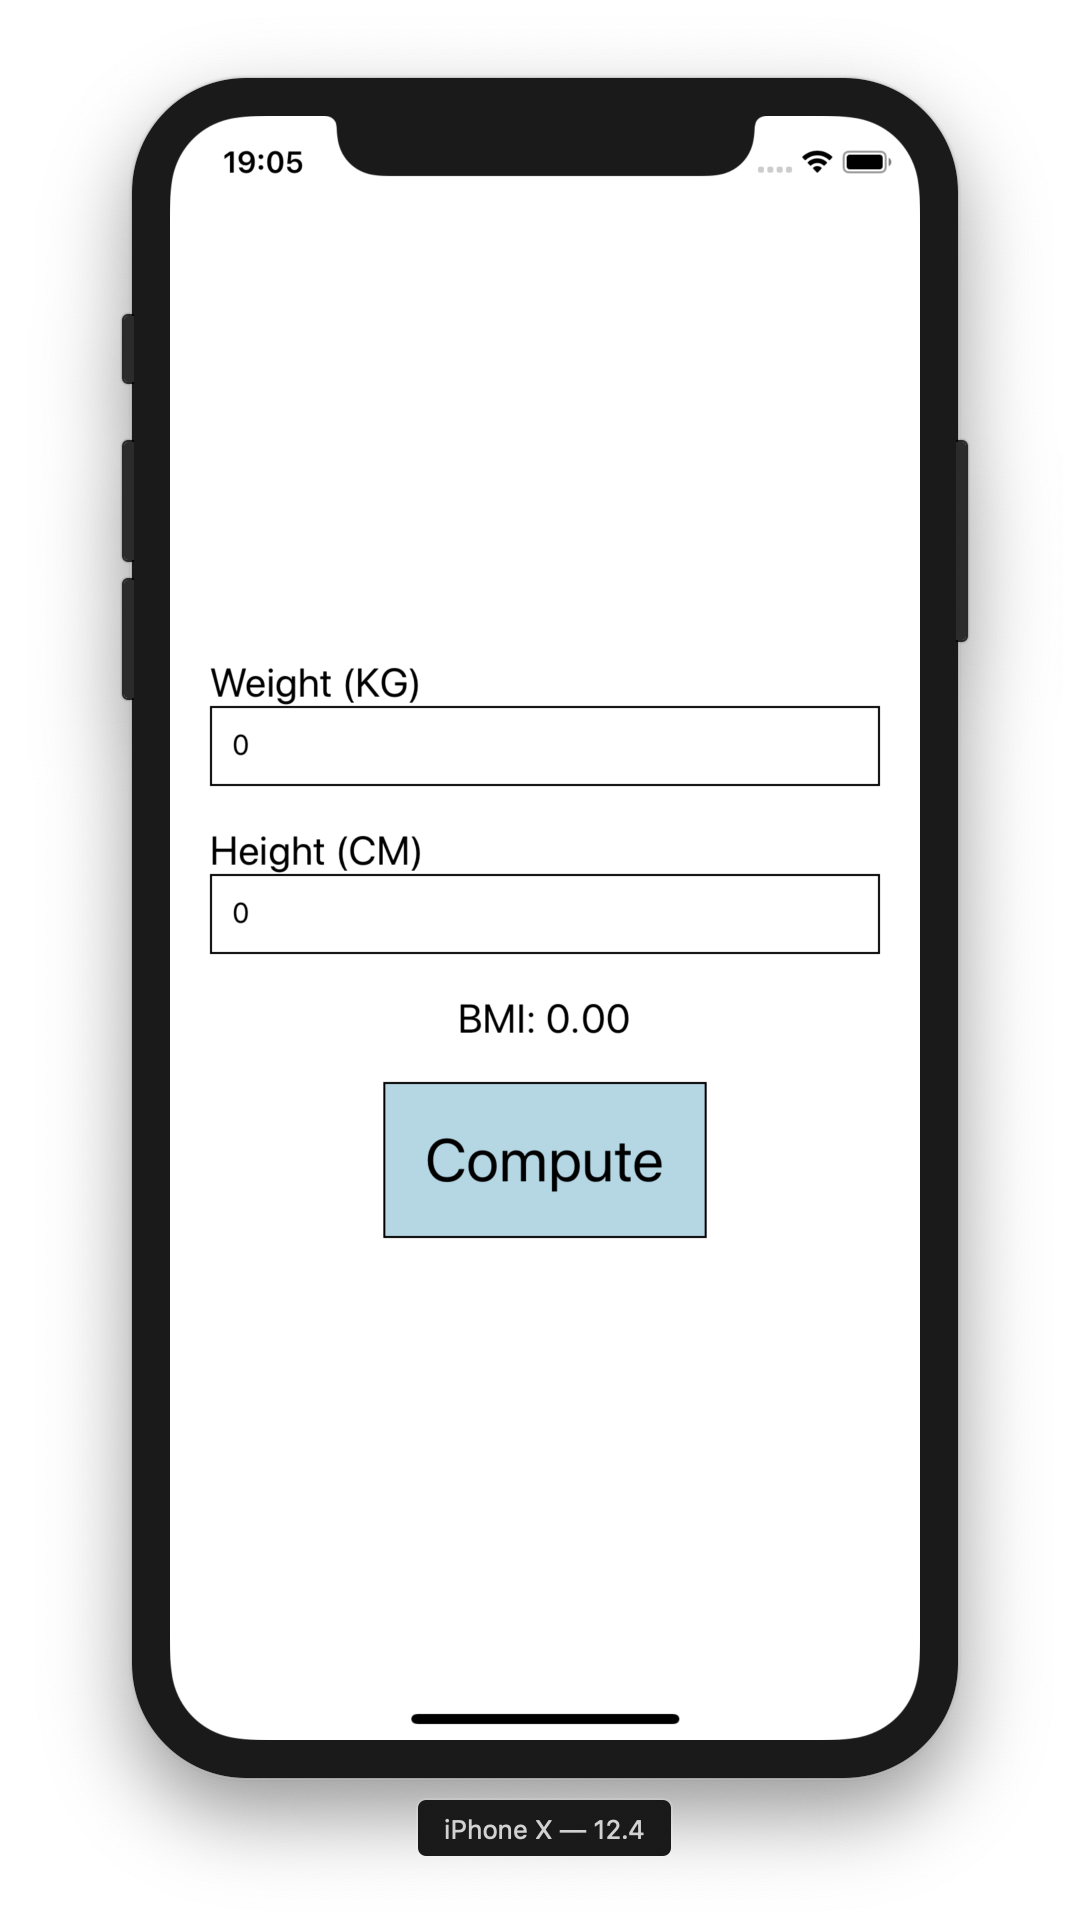 19:05
Weight (KG)
0
Height (CM)
0
BMI: 0.00
Compute
iPhone X — 12.4